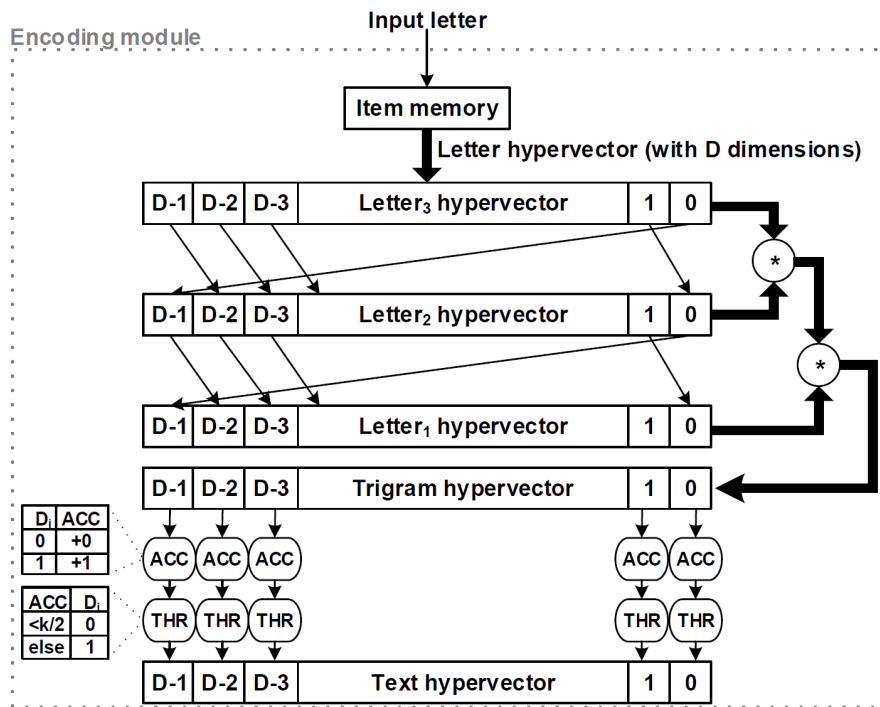 Input letter
Encoding module
Item memory
Letter hypervector (with D dimensions)
D-1 D-2 D-3 Letter₃ hypervector 1 0
*
D-1 D-2 D-3 Letter₂ hypervector 1 0
*
D-1 D-2 D-3 Letter₁ hypervector 1 0
D-1 D-2 D-3 Trigram hypervector 1 0
Dᵢ ACC
0 +0
1 +1
ACC ACC ACC ACC ACC
ACC Dᵢ
<k/2 0
else 1
THR THR THR THR THR
D-1 D-2 D-3 Text hypervector 1 0